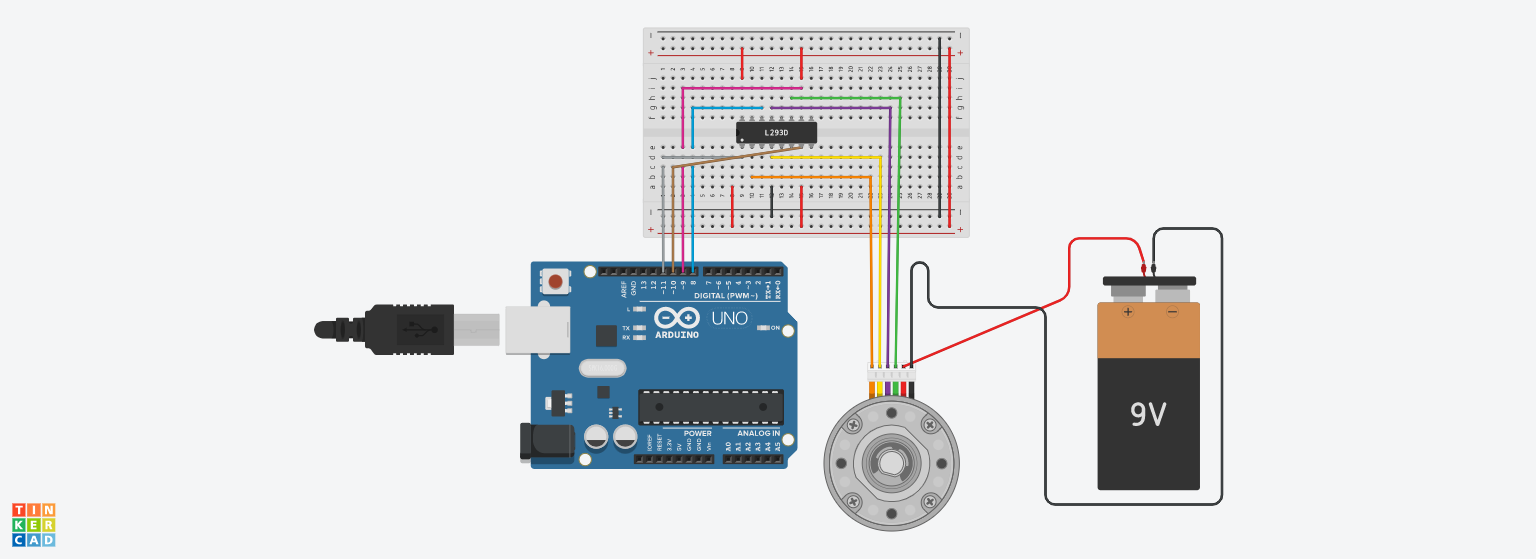 L293D
AREF
GND
13
12
~11
~10
~9
8
7
~6
~5
4
~3
2
TX→1
RX←0
DIGITAL (PWM~)
L
TX
RX
UNO
ARDUINO
ON
POWER
ANALOG IN
IOREF
RESET
3.3V
5V
GND
GND
Vin
A0
A1
A2
A3
A4
A5
+
−
9V
TIN
KER
CAD